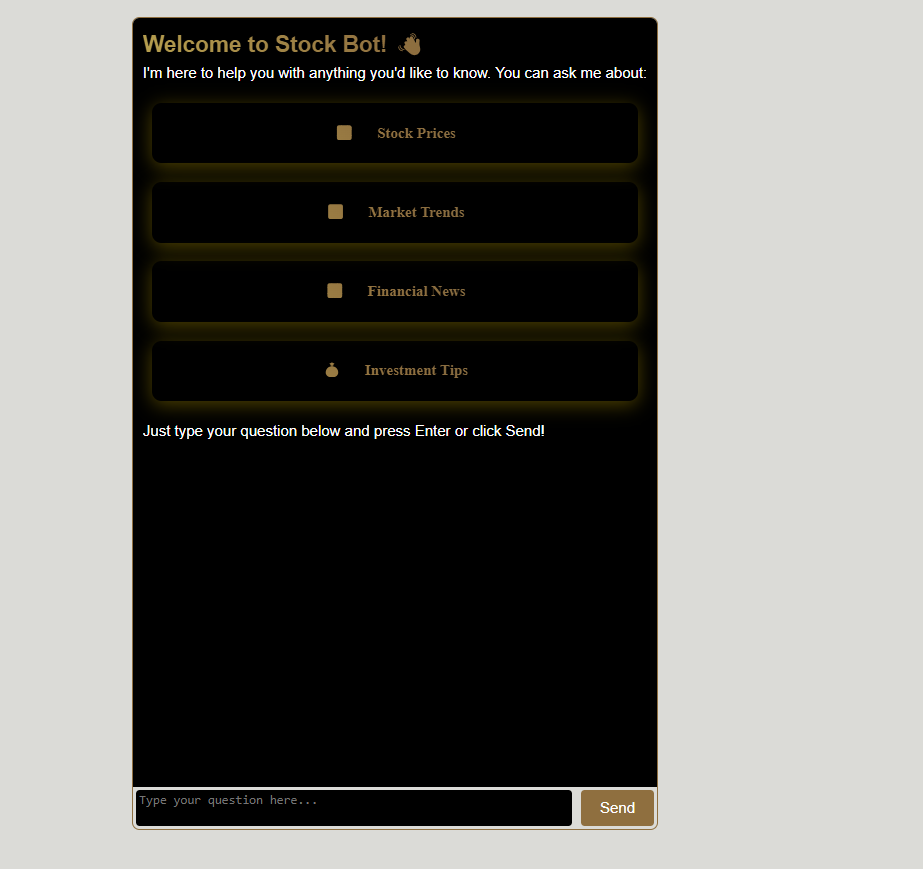 Welcome to Stock Bot! 👋
I'm here to help you with anything you'd like to know. You can ask me about:
Stock Prices
Market Trends
Financial News
Investment Tips
Just type your question below and press Enter or click Send!
Type your question here...
Send